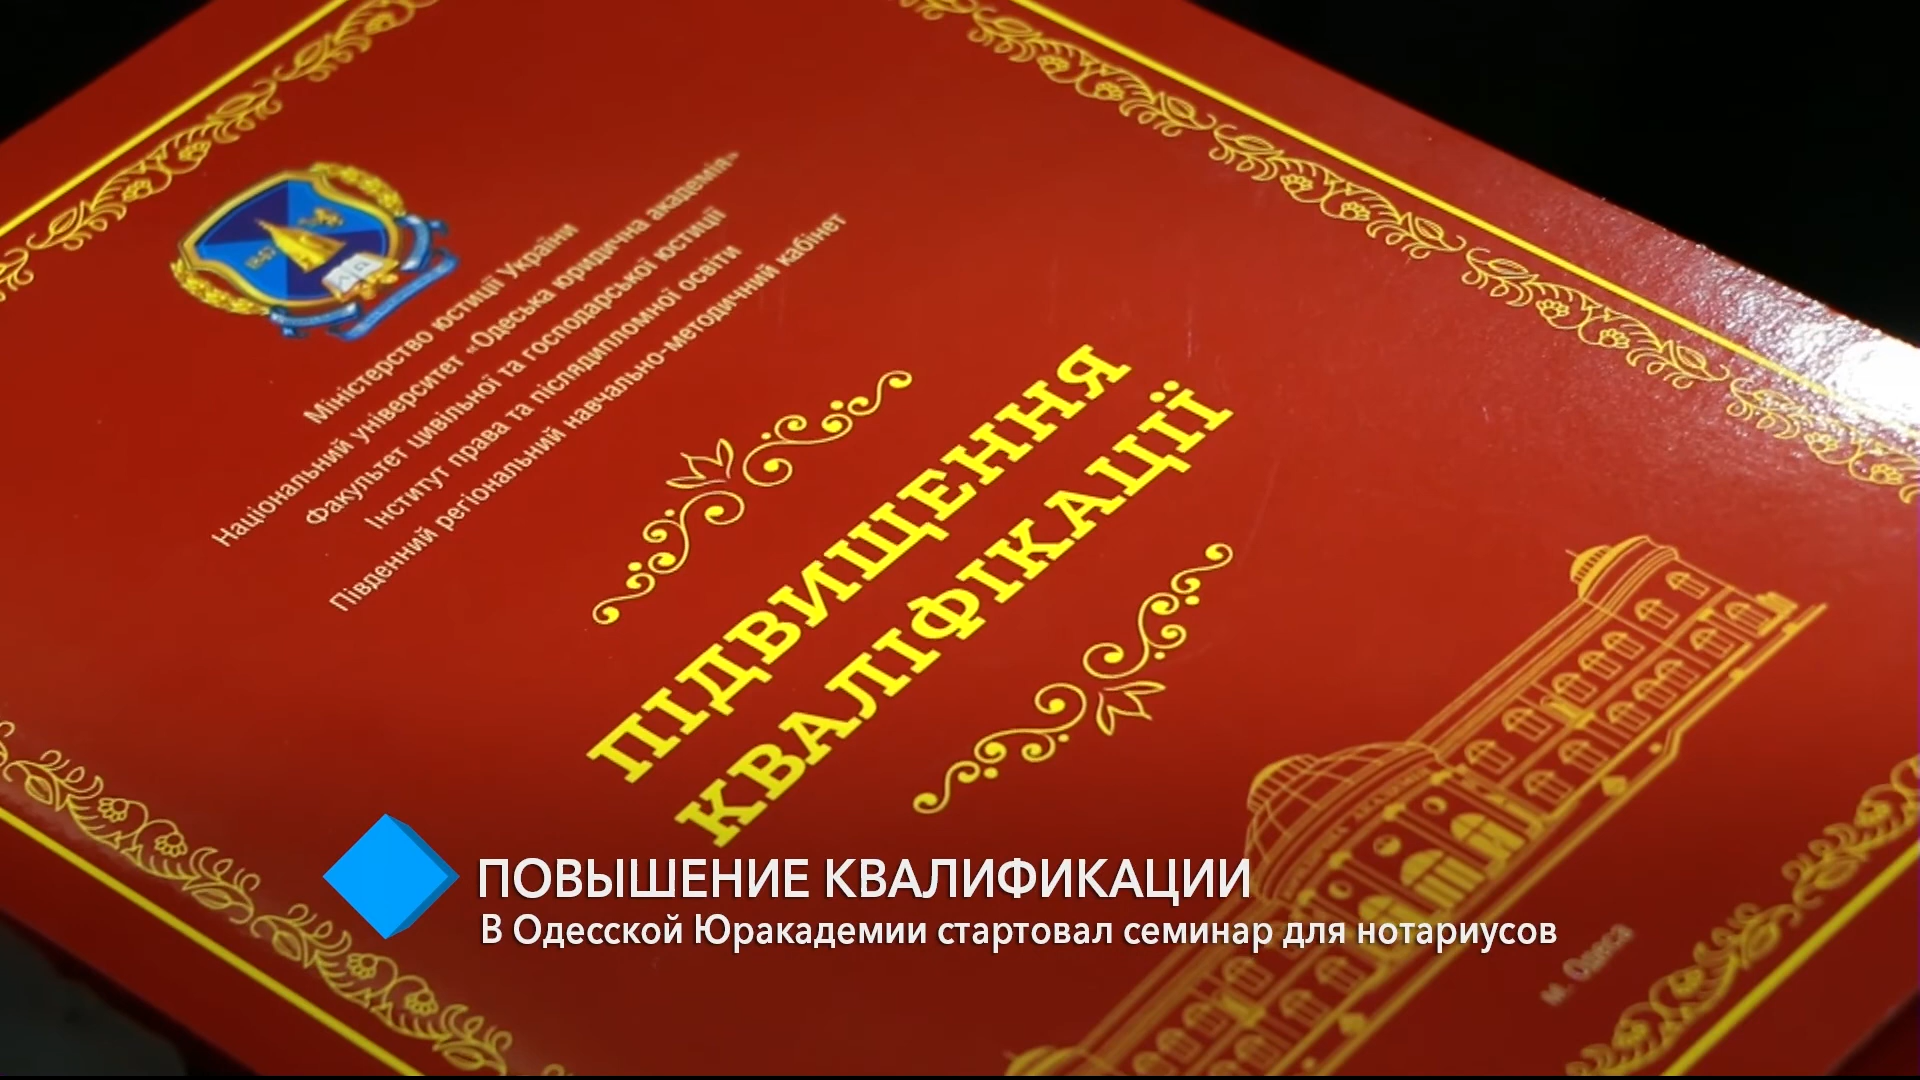 Міністерство юстиції України
Національний університет «Одеська юридична академія»
Факультет цивільної та господарської юстиції
Інститут права та післядипломної освіти
Південний регіональний навчально-методичний кабінет
ПІДВИЩЕННЯ
КВАЛІФІКАЦІЇ
1847
м. Одеса
ПОВЫШЕНИЕ КВАЛИФИКАЦИИ
В Одесской Юракадемии стартовал семинар для нотариусов